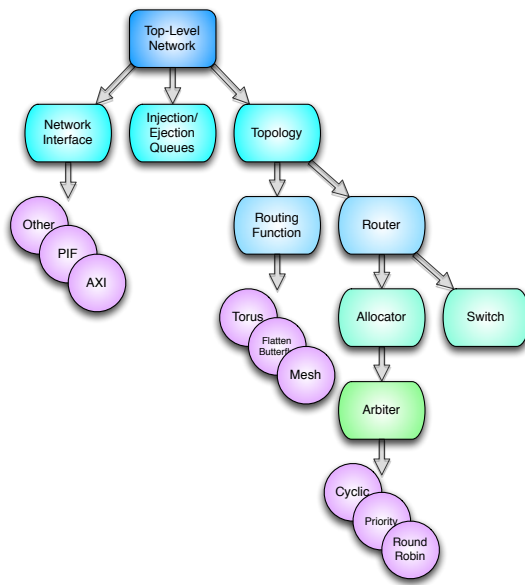 Top-Level
Network
Network
Interface
Injection/
Ejection
Queues
Topology
Other
PIF
AXI
Routing
Function
Router
Torus
Flatten
Mesh
Allocator
Switch
Arbiter
Cyclic
Priority
Round
Robin